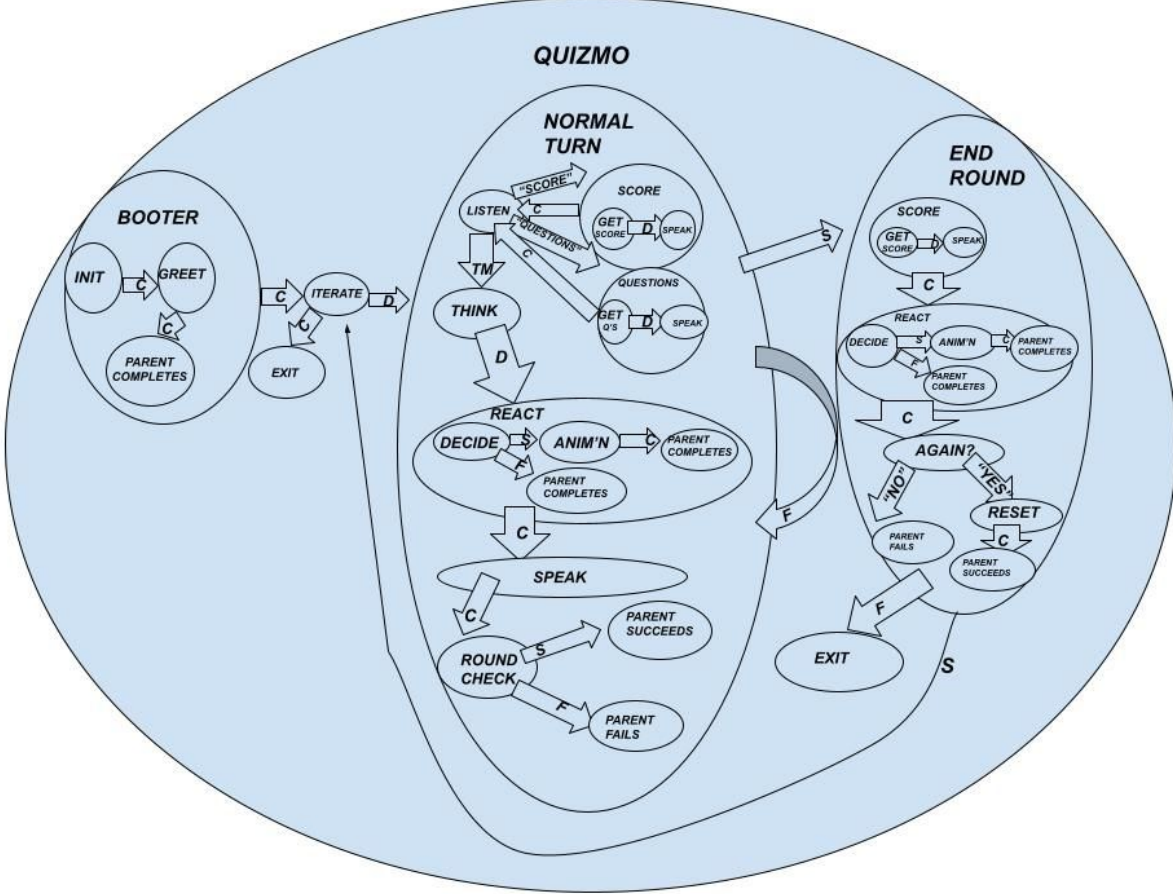 QUIZMO
BOOTER
INIT
C
GREET
C
PARENT
COMPLETES
C
ITERATE
D
C
EXIT
NORMAL
TURN
LISTEN
"SCORE"
C
"QUESTIONS"
C
SCORE
GET
SCORE
D
SPEAK
QUESTIONS
GET
Q'S
D
SPEAK
TM
THINK
D
REACT
DECIDE
S
ANIM'N
C
PARENT
COMPLETES
F
PARENT
COMPLETES
C
SPEAK
C
ROUND
CHECK
S
PARENT
SUCCEEDS
F
PARENT
FAILS
S
F
END
ROUND
SCORE
GET
SCORE
D
SPEAK
C
REACT
DECIDE
S
ANIM'N
C
PARENT
COMPLETES
F
PARENT
COMPLETES
C
AGAIN?
"NO"
"YES"
RESET
C
PARENT
FAILS
PARENT
SUCCEEDS
F
EXIT
S